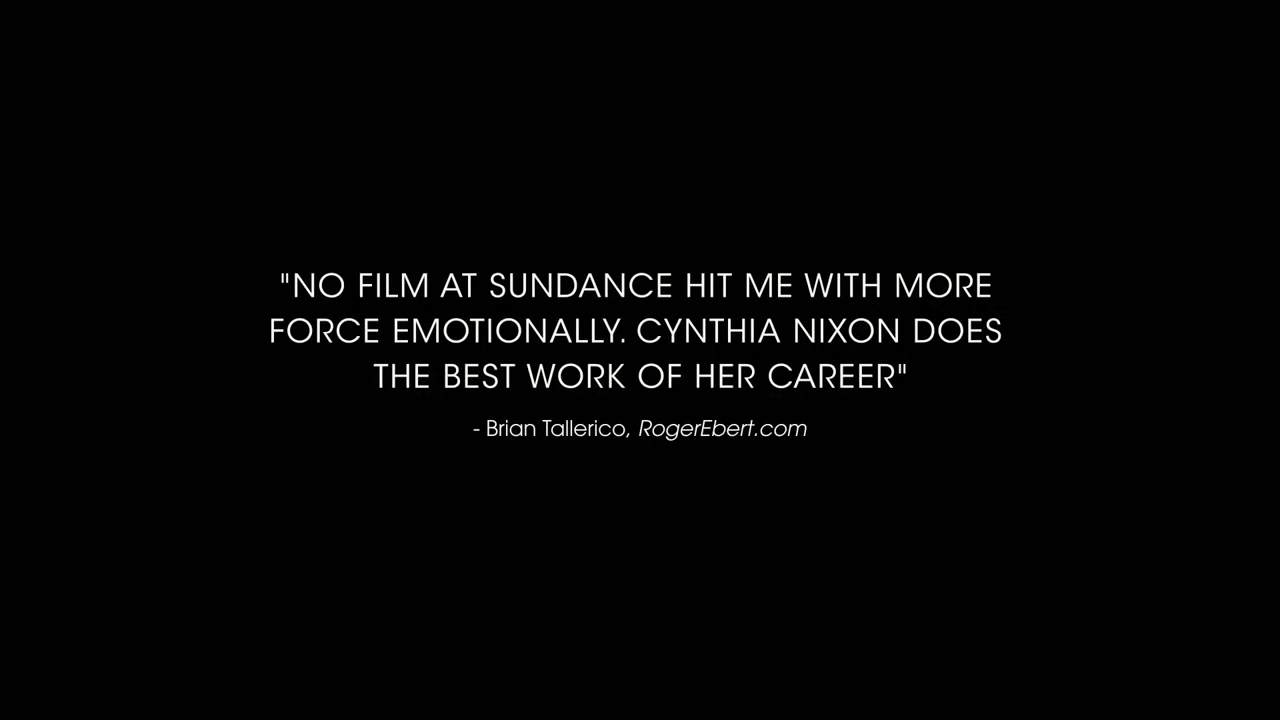 "NO FILM AT SUNDANCE HIT ME WITH MORE
FORCE EMOTIONALLY. CYNTHIA NIXON DOES
THE BEST WORK OF HER CAREER"
- Brian Tallerico, RogerEbert.com